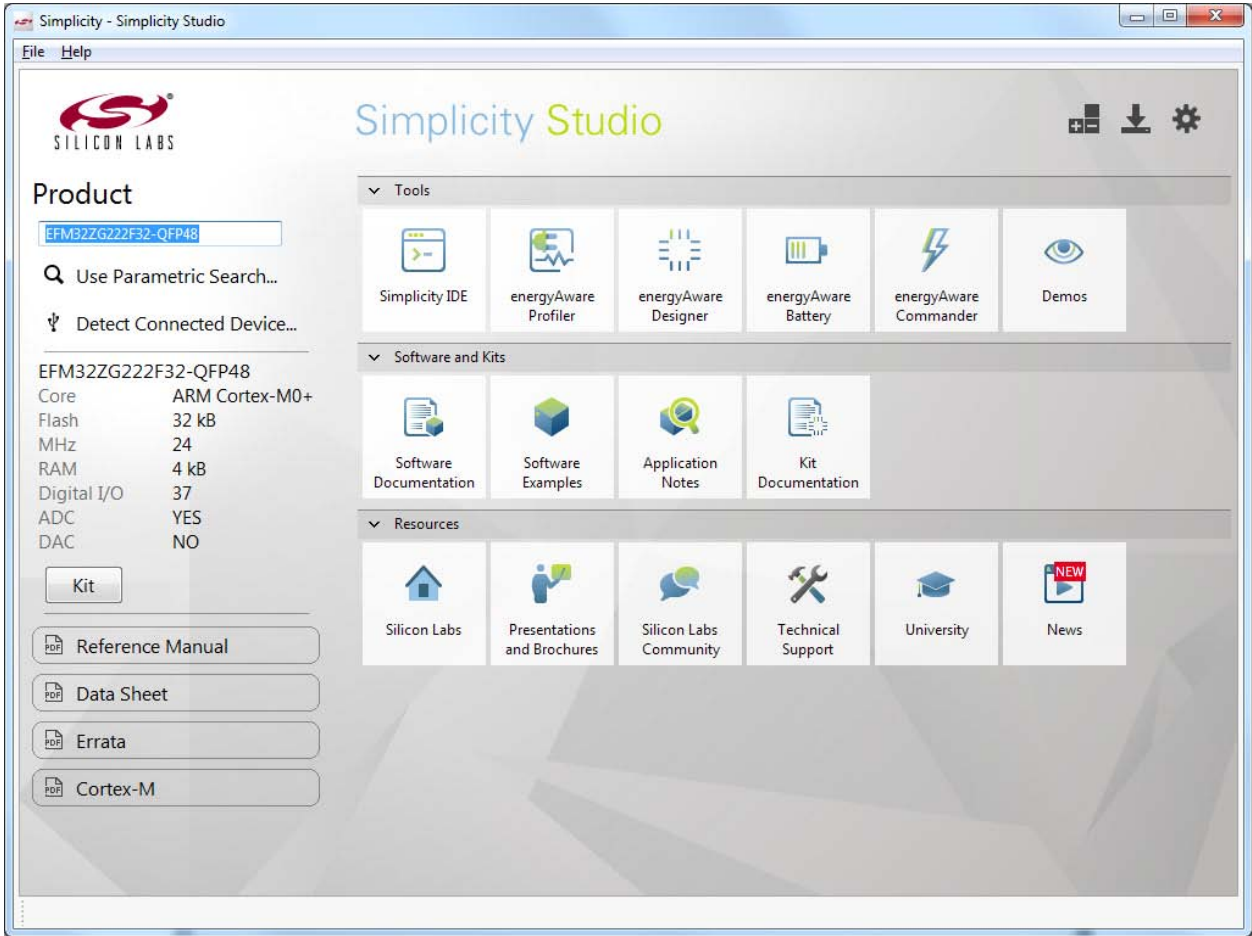 Simplicity - Simplicity Studio
File Help
SILICON LABS
Simplicity Studio
Product
EFM32ZG222F32-QFP48
Use Parametric Search...
Detect Connected Device...
EFM32ZG222F32-QFP48
Core ARM Cortex-M0+
Flash 32 kB
MHz 24
RAM 4 kB
Digital I/O 37
ADC YES
DAC NO
Kit
PDF Reference Manual
PDF Data Sheet
PDF Errata
PDF Cortex-M
Tools
Simplicity IDE
energyAware
Profiler
energyAware
Designer
energyAware
Battery
energyAware
Commander
Demos
Software and Kits
Software
Documentation
Software
Examples
Application
Notes
Kit
Documentation
Resources
Silicon Labs
Presentations
and Brochures
Silicon Labs
Community
Technical
Support
University
NEW
News